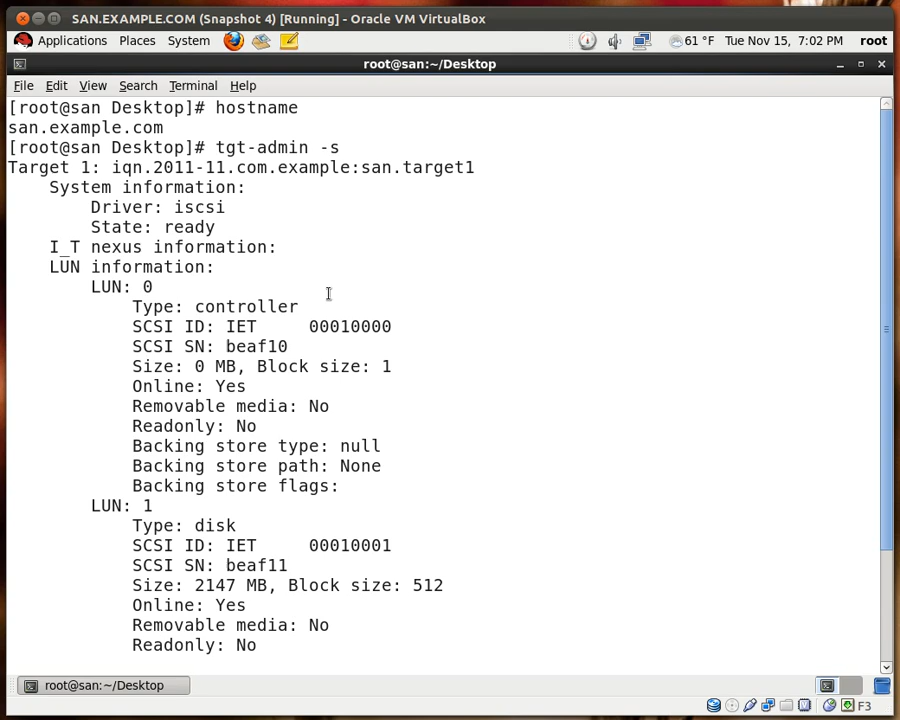 SAN.EXAMPLE.COM (Snapshot 4) [Running] - Oracle VM VirtualBox
Applications Places System 61 °F Tue Nov 15, 7:02 PM root
root@san:~/Desktop
File Edit View Search Terminal Help
[root@san Desktop]# hostname
san.example.com
[root@san Desktop]# tgt-admin -s
Target 1: iqn.2011-11.com.example:san.target1
    System information:
        Driver: iscsi
        State: ready
    I_T nexus information:
    LUN information:
        LUN: 0
            Type: controller
            SCSI ID: IET     00010000
            SCSI SN: beaf10
            Size: 0 MB, Block size: 1
            Online: Yes
            Removable media: No
            Readonly: No
            Backing store type: null
            Backing store path: None
            Backing store flags:
        LUN: 1
            Type: disk
            SCSI ID: IET     00010001
            SCSI SN: beaf11
            Size: 2147 MB, Block size: 512
            Online: Yes
            Removable media: No
            Readonly: No
root@san:~/Desktop
F3